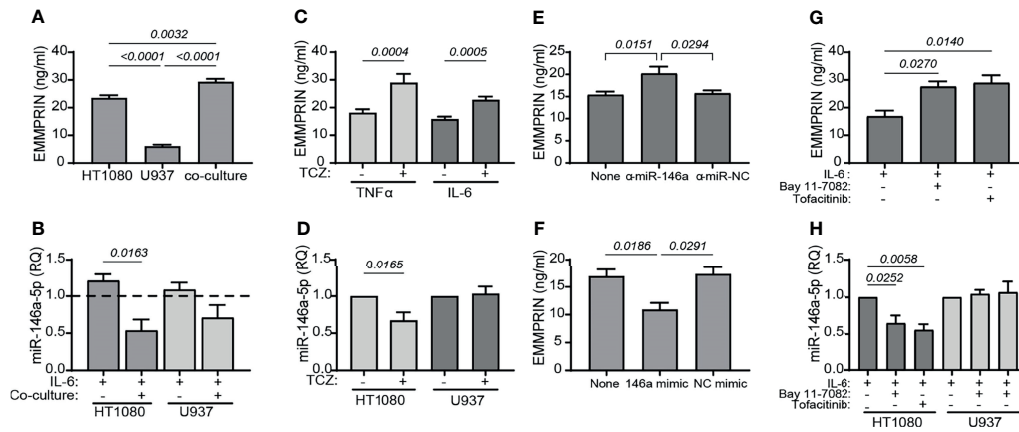 A
0.0032
<0.0001 <0.0001
EMMPRIN (ng/ml)
40
30
20
10
0
HT1080 U937 co-culture
B
0.0163
miR-146a-5p (RQ)
1.5
1.0
0.5
0.0
IL-6: + + + +
Co-culture: - + - +
HT1080 U937
C
0.0004 0.0005
EMMPRIN (ng/ml)
40
30
20
10
0
TCZ: - + - +
TNFα IL-6
D
0.0165
miR-146a-5p (RQ)
1.5
1.0
0.5
0.0
TCZ: - + - +
HT1080 U937
E
0.0151 0.0294
EMMPRIN (ng/ml)
25
20
15
10
5
0
None α-miR-146a α-miR-NC
F
0.0186 0.0291
EMMPRIN (ng/ml)
20
15
10
5
0
None 146a mimic NC mimic
G
0.0140
0.0270
EMMPRIN (ng/ml)
40
30
20
10
0
IL-6: + + +
Bay 11-7082: - + -
Tofacitinib: - - +
H
0.0058
0.0252
miR-146a-5p (RQ)
1.5
1.0
0.5
0.0
IL-6: + + + + + +
Bay 11-7082: - + - - + +
Tofacitinib: - - + - - -
HT1080 U937